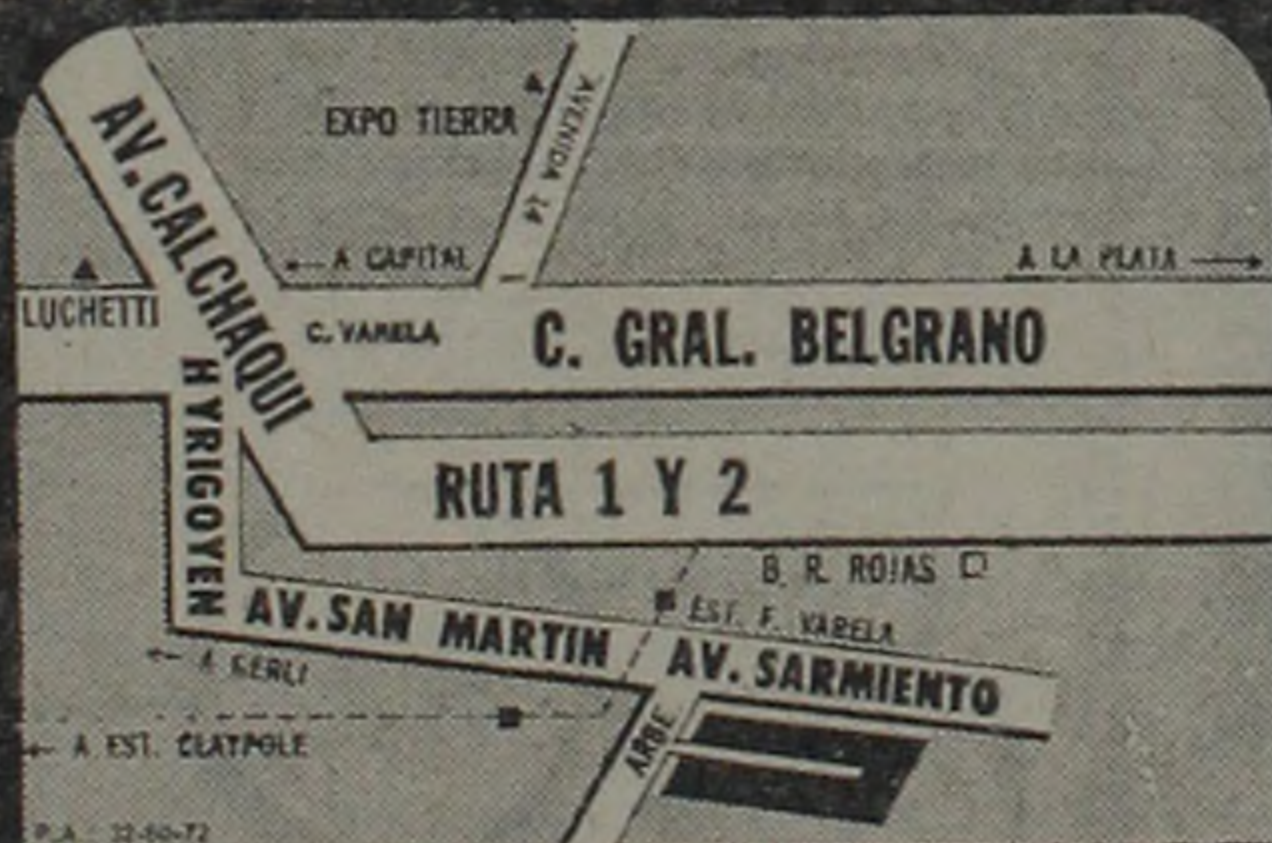 AV. CALCHAQUI
EXPO TIERRA
AVENIDA 14
← A CAPITAL
A LA PLATA →
LUCHETTI
C. VARELA
C. GRAL. BELGRANO
H YRIGOYEN
RUTA 1 Y 2
B. R. ROJAS
EST. F. VARELA
AV. SAN MARTIN
AV. SARMIENTO
← A GERLI
← A EST. CLAYPOLE
ARBE